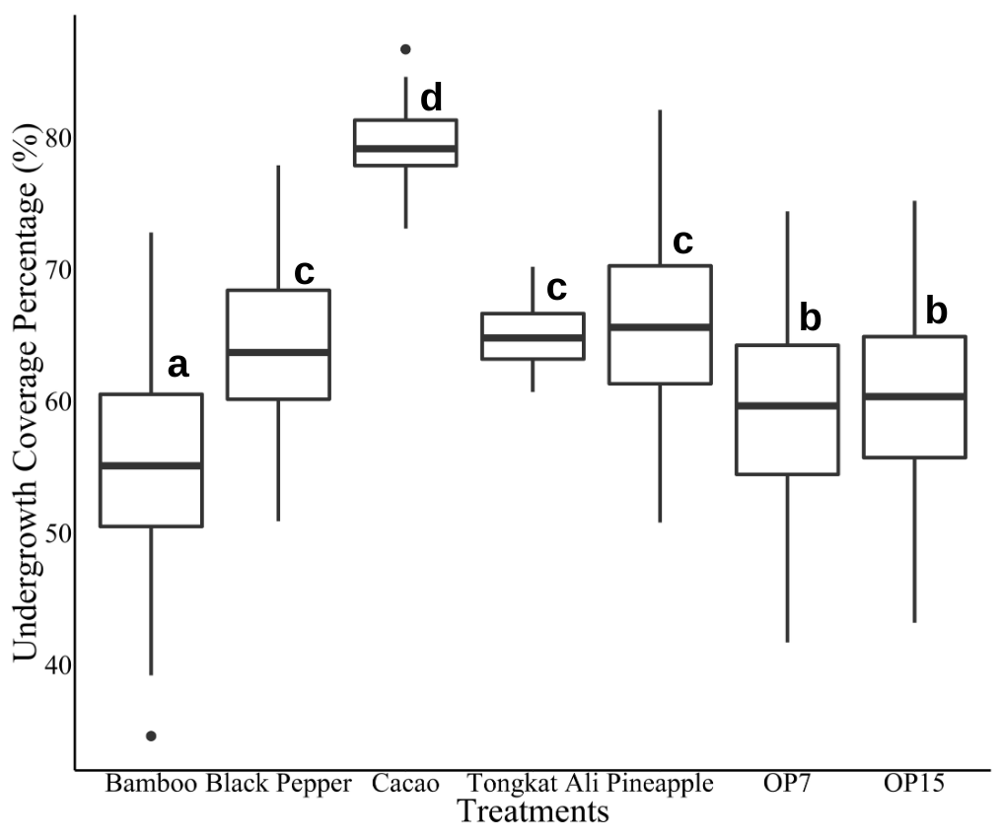 Undergrowth Coverage Percentage (%)
80
70
60
50
40
a
c
d
c
c
b
b
Bamboo Black Pepper Cacao Tongkat Ali Pineapple OP7 OP15
Treatments